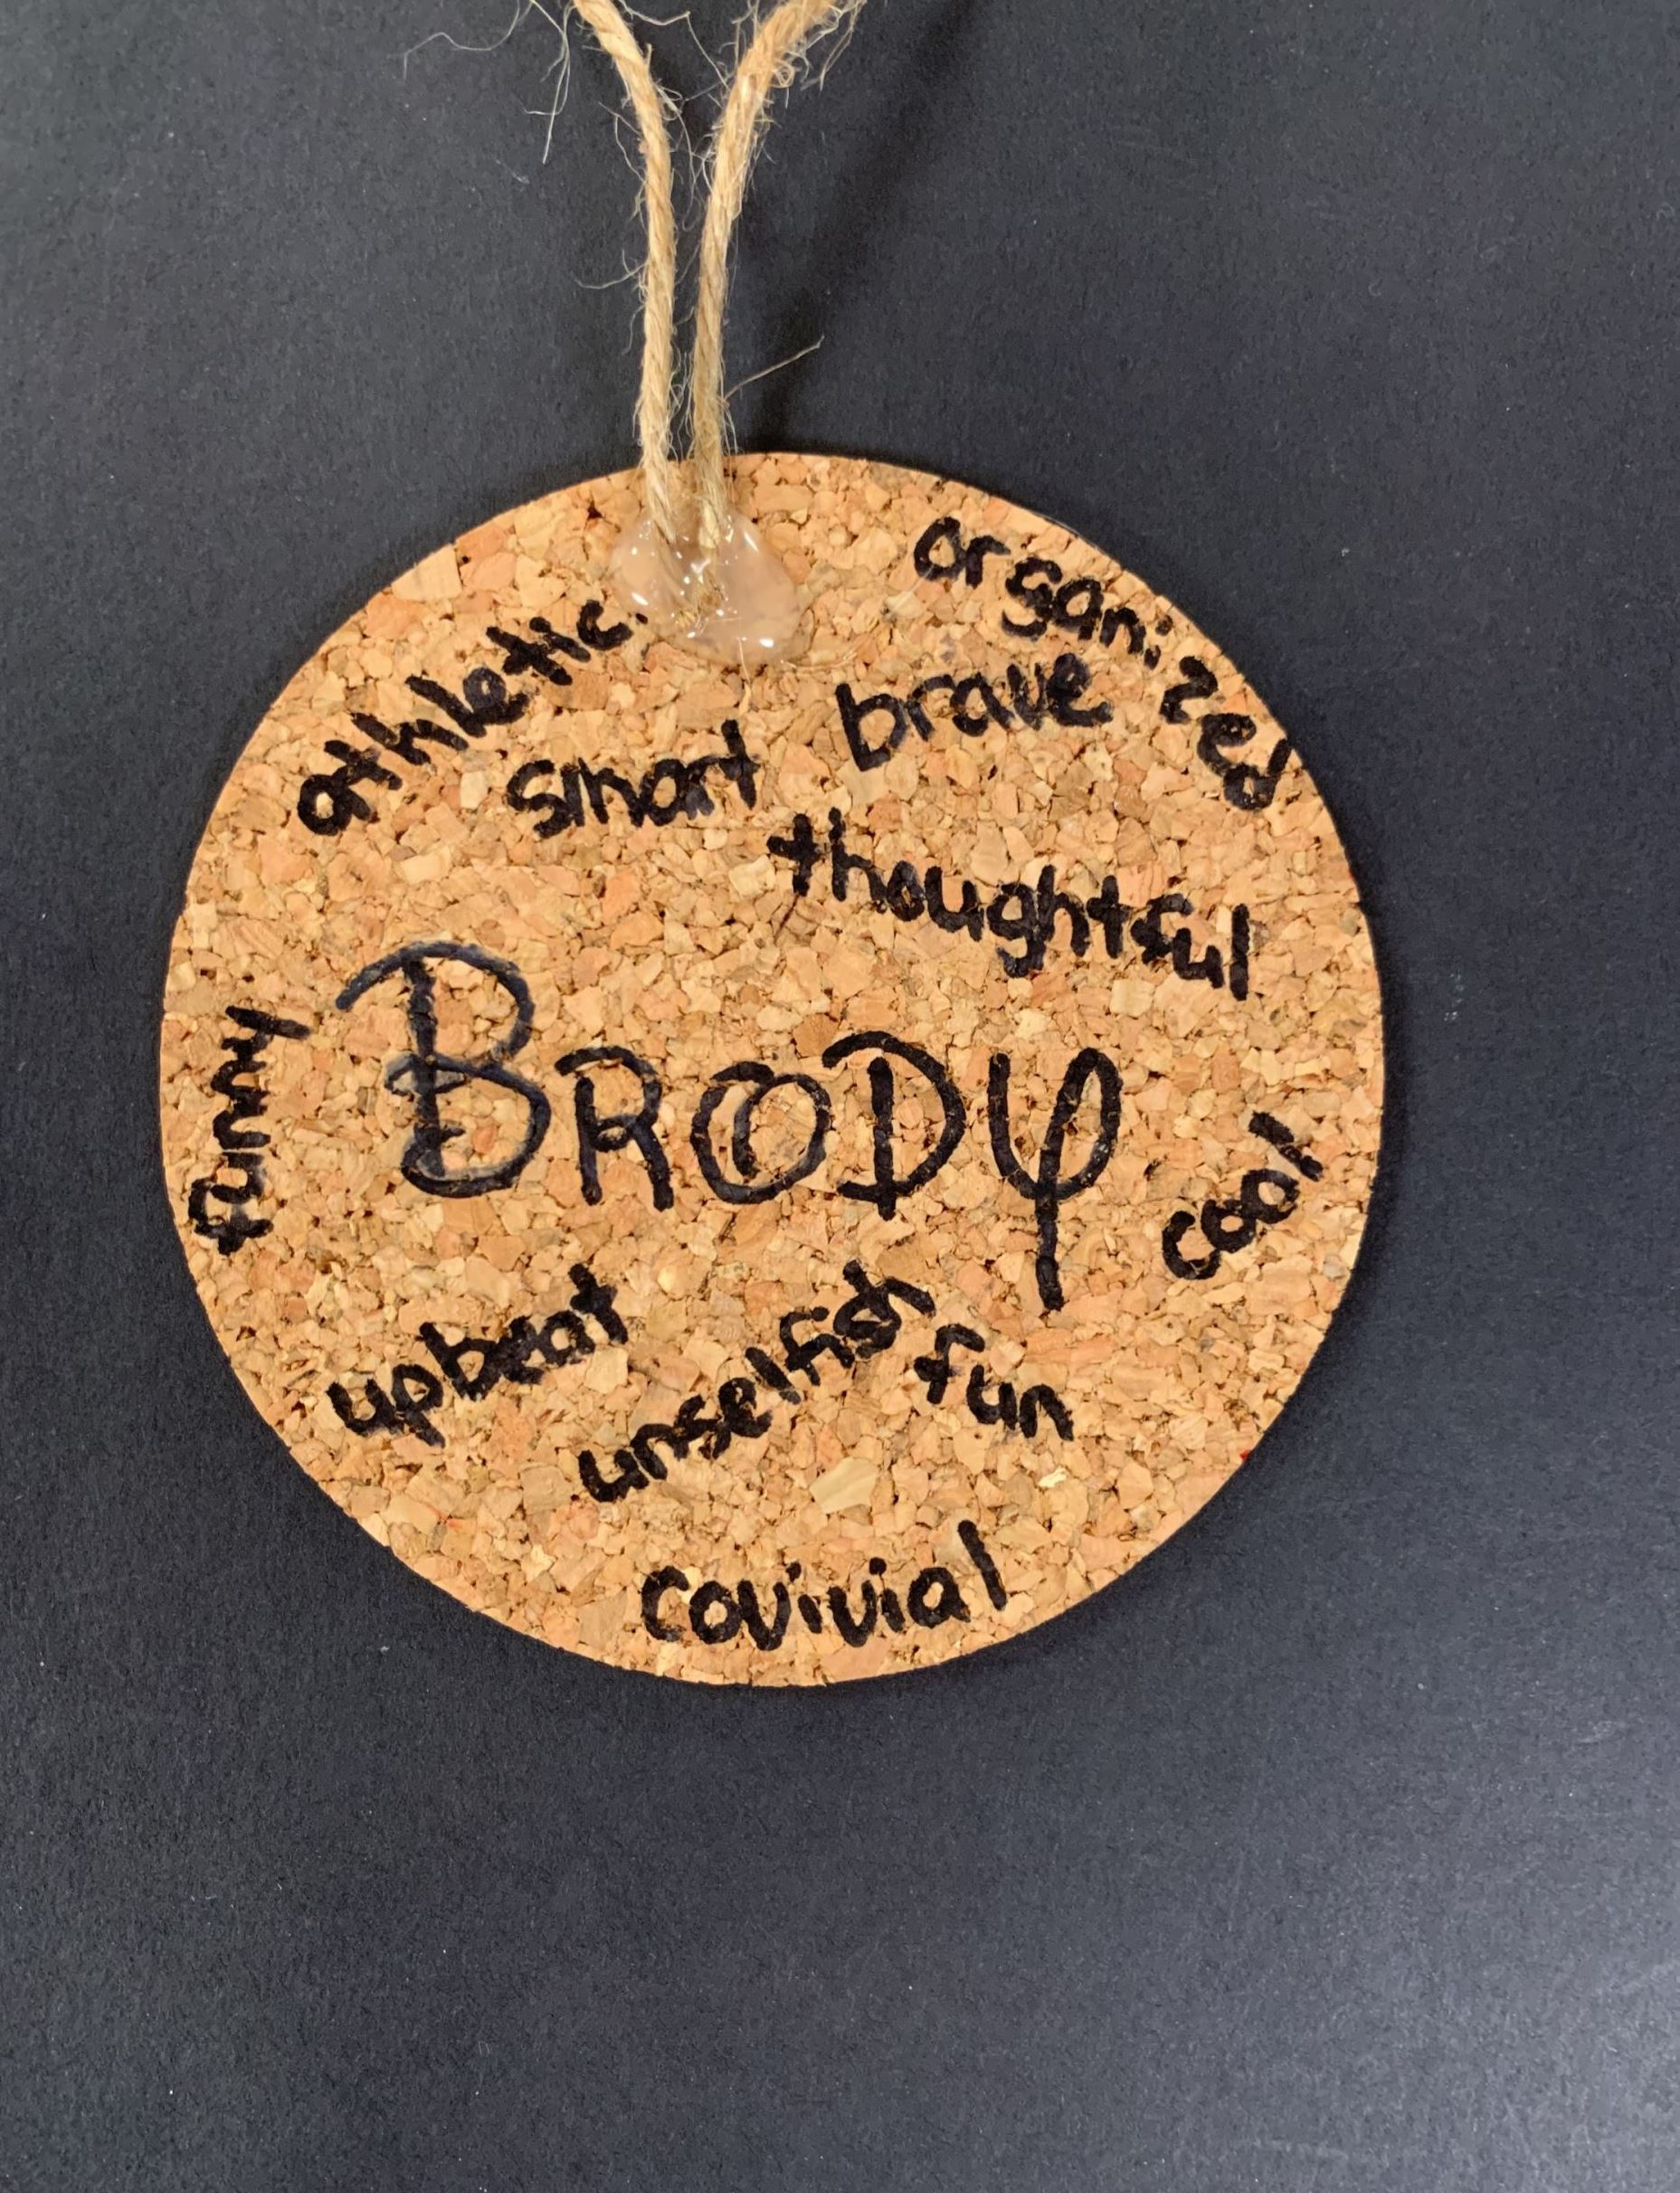 organized
athletic.
brave
smart
thoughtful
BRODY
funny
cool
upbeat
unselfish
fun
covivial